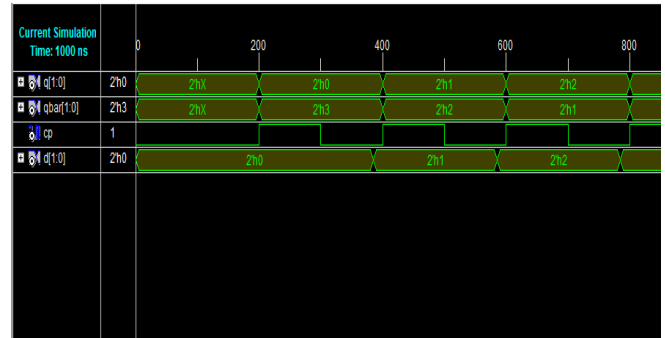 Current Simulation
Time: 1000 ns
0 200 400 600 800
q[1:0] 2'h0 2'hX 2'h0 2'h1 2'h2
qbar[1:0] 2'h3 2'hX 2'h3 2'h2 2'h1
cp 1
d[1:0] 2'h0 2'h0 2'h1 2'h2